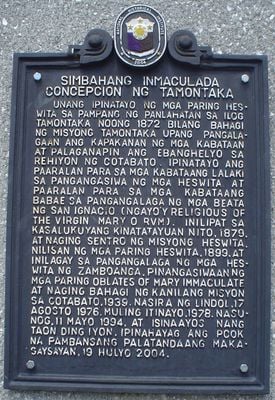 2004
SIMBAHANG INMACULADA
CONCEPCION NG TAMONTAKA
UNANG IPINATAYO NG MGA PARING HES-
WITA SA PAMPANG NG PANLAHATAN SA ILOG
TAMONTAKA NOONG 1872 BILANG BAHAGI
NG MISYONG TAMONTAKA UPANG PANGALA-
GAAN ANG KAPAKANAN NG MGA KABATAAN
AT PALAGANAPIN ANG EBANGHELYO SA
REHIYON NG COTABATO. IPINATAYO ANG
PAARALAN PARA SA MGA KABATAANG LALAKI
SA PANGANGASIWA NG MGA HESWITA AT
PAARALAN PARA SA MGA KABATAANG
BABAE SA PANGANGALAGA NG MGA BEATA
NG SAN IGNACIO (NGAYO'Y RELIGIOUS OF
THE VIRGIN MARY O RVM). INILIPAT SA
KASALUKUYANG KINATATAYUAN NITO, 1879,
AT NAGING SENTRO NG MISYONG HESWITA.
NILISAN NG MGA PARING HESWITA, 1899, AT
INILAGAY SA PANGANGALAGA NG MGA HES-
WITA NG ZAMBOANGA. PINANGASIWAAN NG
MGA PARING OBLATES OF MARY IMMACULATE
AT NAGING BAHAGI NG KANILANG MISYON
SA COTABATO, 1939. NASIRA NG LINDOL, 17
AGOSTO 1976. MULING ITINAYO, 1978. NASU-
NOG, 11 MAYO 1994, AT ISINAAYOS NANG
TAON DING IYON. IPINAHAYAG ANG POOK
NA PAMBANSANG PALATANDAANG MAKA-
SAYSAYAN, 19 HULYO 2004.